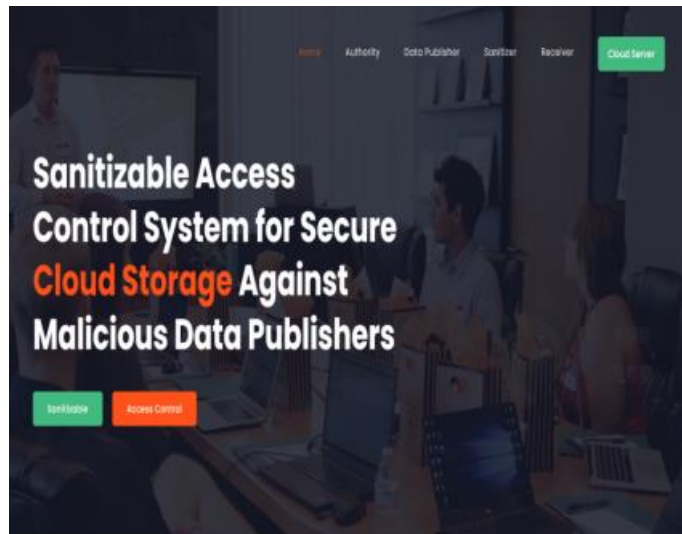 Home Authority Data Publisher Sanitizer Receiver Cloud Server
Sanitizable Access
Control System for Secure
Cloud Storage Against
Malicious Data Publishers
Sanitizable Access Control